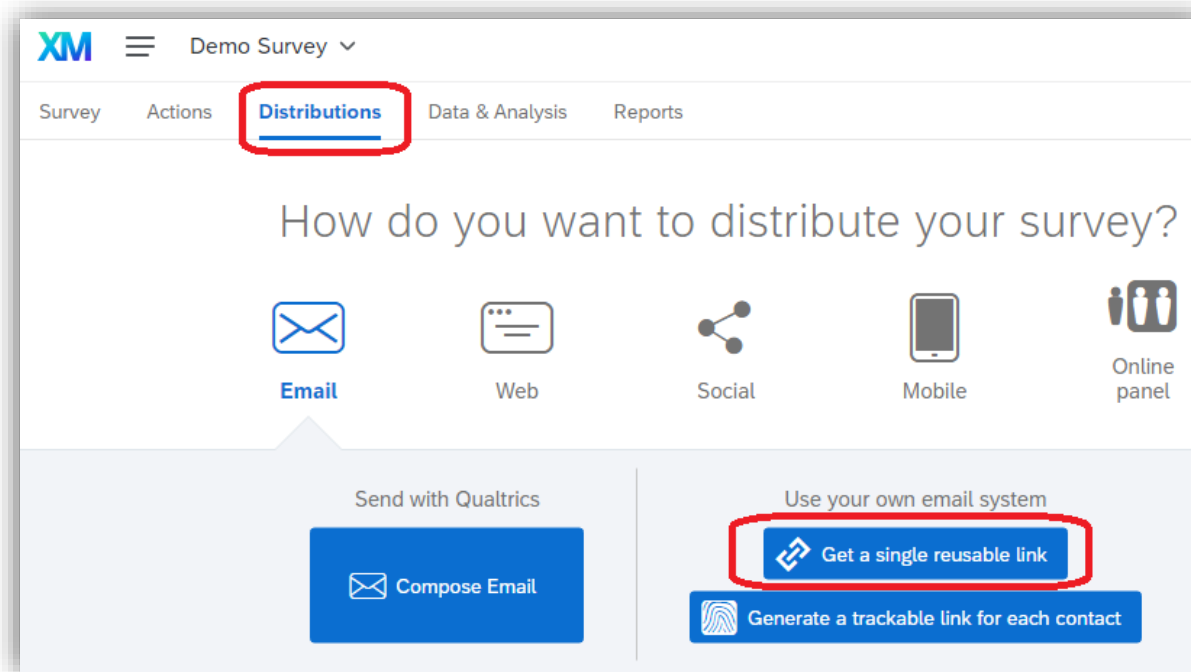 XM Demo Survey
Survey Actions Distributions Data & Analysis Reports
How do you want to distribute your survey?
Email Web Social Mobile Online panel
Send with Qualtrics Use your own email system
Compose Email Get a single reusable link
Generate a trackable link for each contact